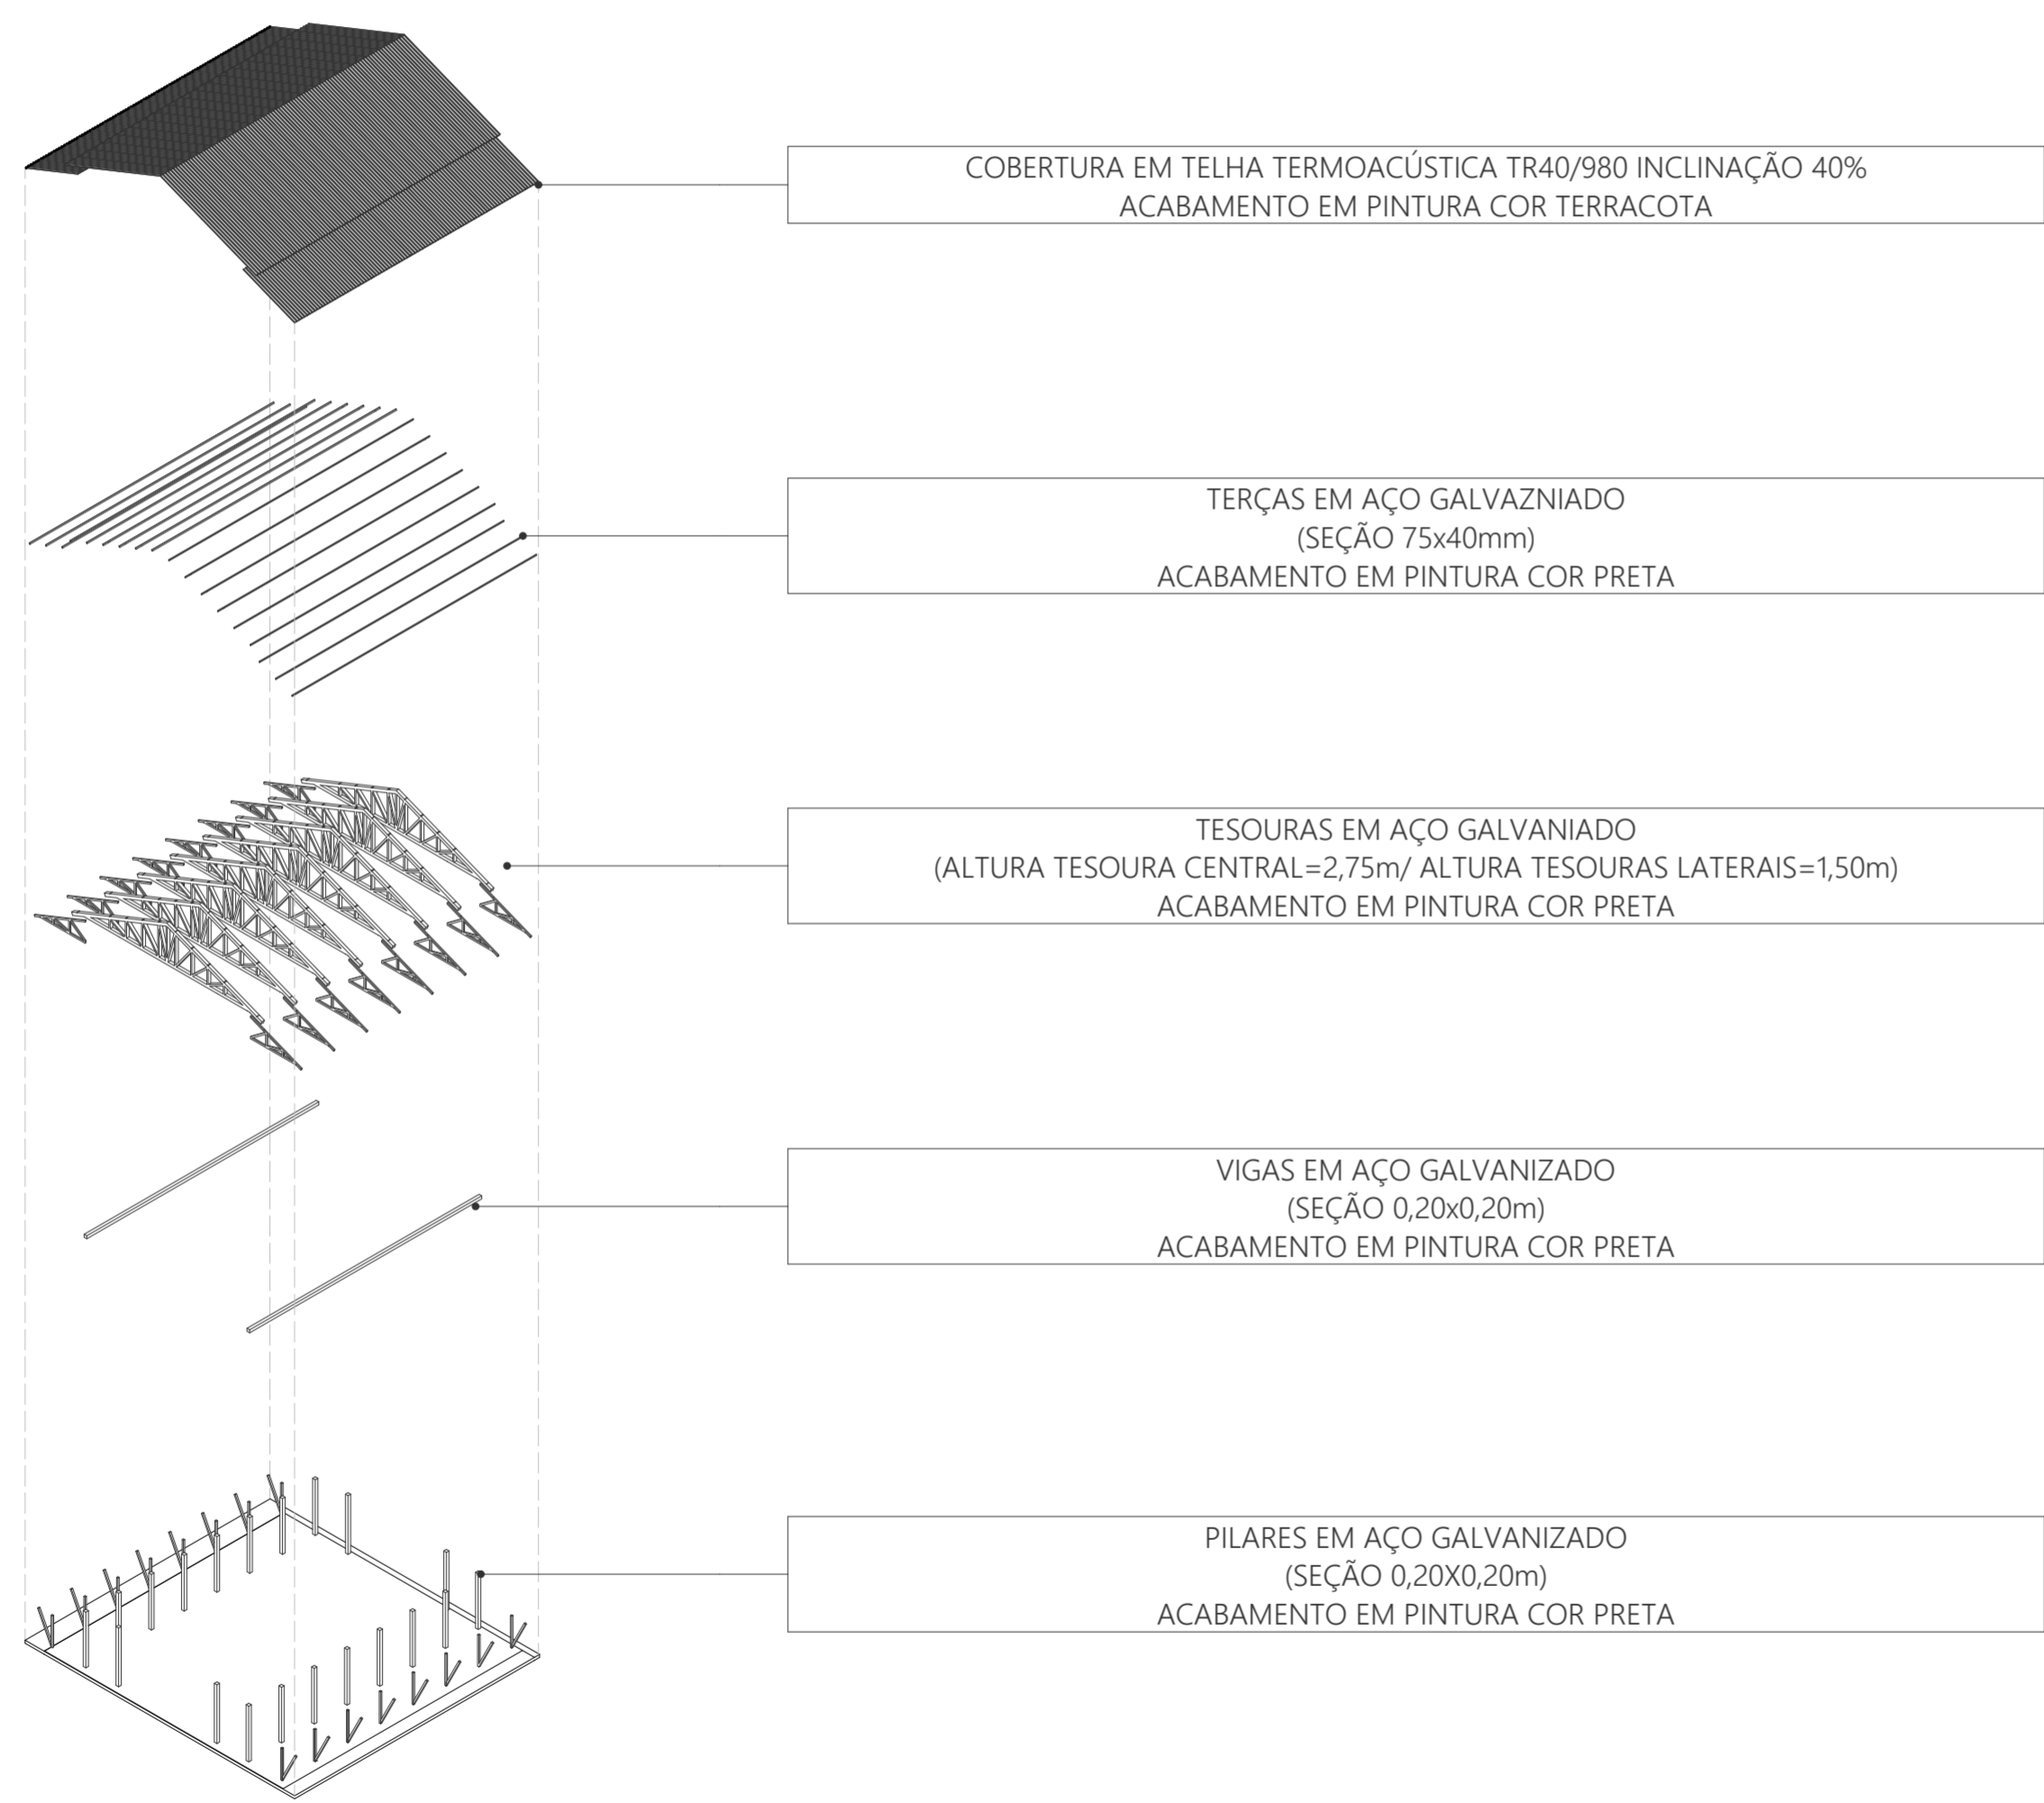 COBERTURA EM TELHA TERMOACÚSTICA TR40/980 INCLINAÇÃO 40%
ACABAMENTO EM PINTURA COR TERRACOTA
TERÇAS EM AÇO GALVAZNIADO
(SEÇÃO 75x40mm)
ACABAMENTO EM PINTURA COR PRETA
TESOURAS EM AÇO GALVANIADO
(ALTURA TESOURA CENTRAL=2,75m/ ALTURA TESOURAS LATERAIS=1,50m)
ACABAMENTO EM PINTURA COR PRETA
VIGAS EM AÇO GALVANIZADO
(SEÇÃO 0,20x0,20m)
ACABAMENTO EM PINTURA COR PRETA
PILARES EM AÇO GALVANIZADO
(SEÇÃO 0,20X0,20m)
ACABAMENTO EM PINTURA COR PRETA